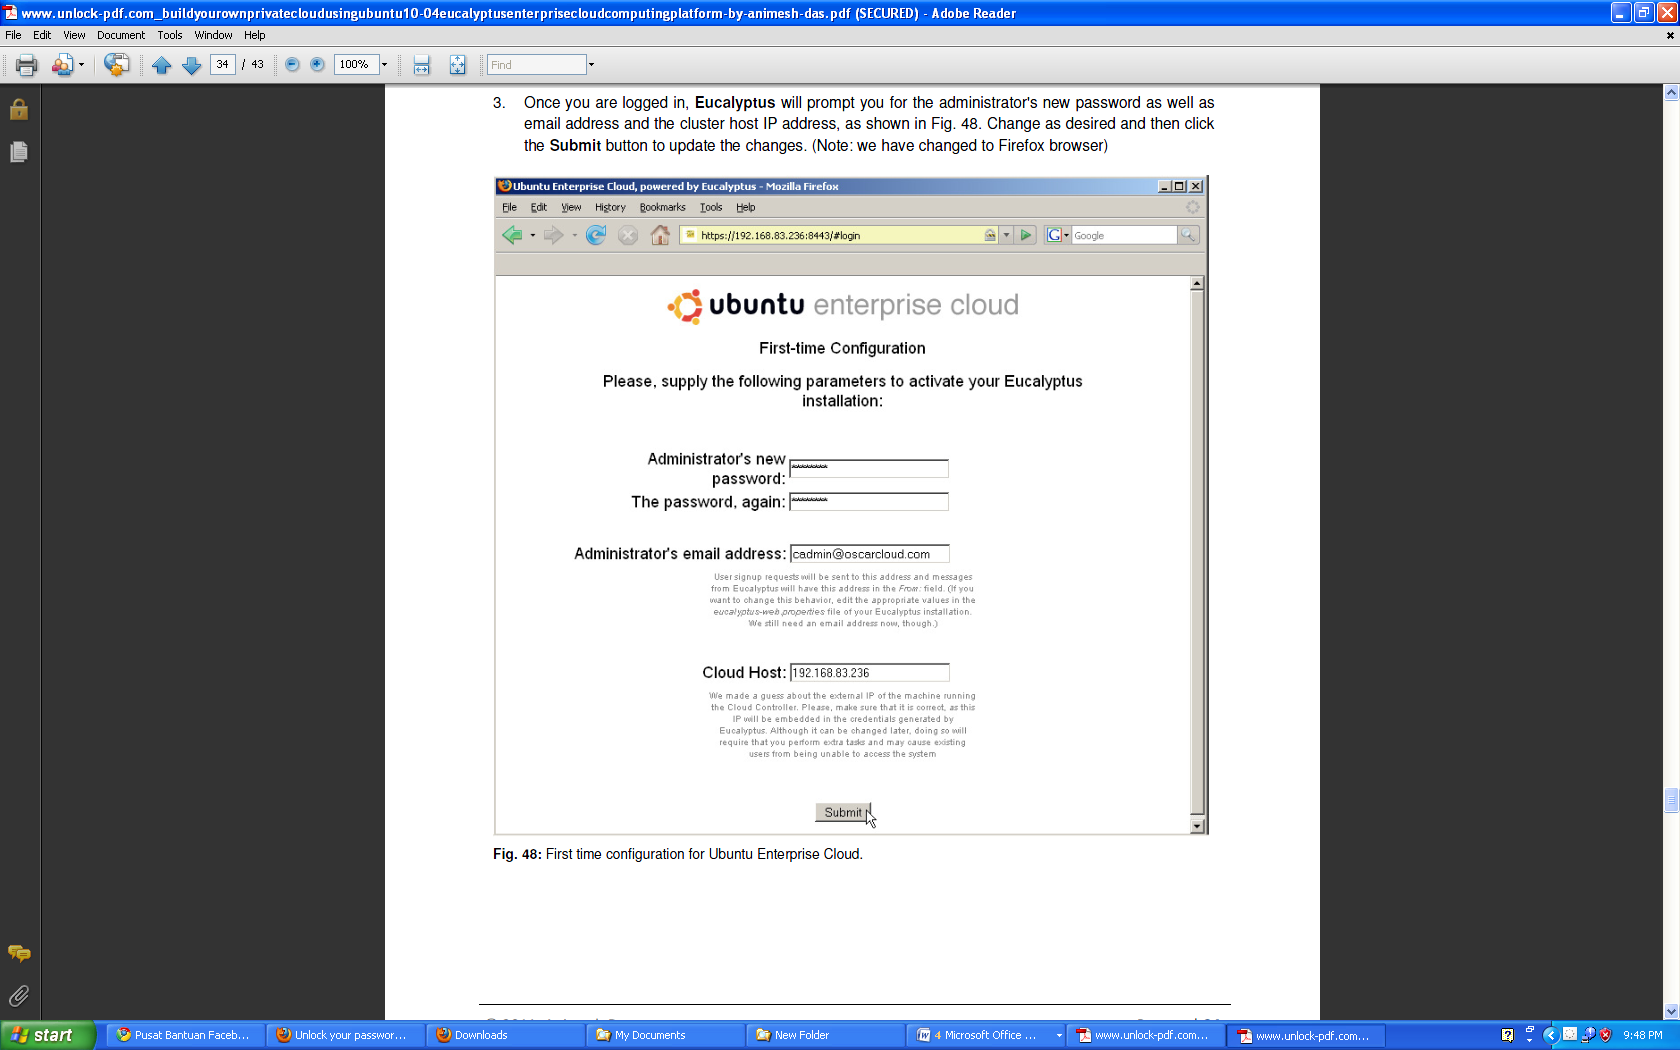 www.unlock-pdf.com_buildyourownprivatecloudusingubuntu10-04eucalyptusenterprisecloudcomputingplatform-by-animesh-das.pdf (SECURED) - Adobe Reader
File Edit View Document Tools Window Help
34 / 43 100% Find
3. Once you are logged in, Eucalyptus will prompt you for the administrator's new password as well as
email address and the cluster host IP address, as shown in Fig. 48. Change as desired and then click
the Submit button to update the changes. (Note: we have changed to Firefox browser)
Ubuntu Enterprise Cloud, powered by Eucalyptus - Mozilla Firefox
File Edit View History Bookmarks Tools Help
https://192.168.83.236:8443/#login G Google
ubuntu enterprise cloud
First-time Configuration
Please, supply the following parameters to activate your Eucalyptus
installation:
Administrator's new
password: ********
The password, again: ********
Administrator's email address: cadmin@oscarcloud.com
User signup requests will be sent to this address and messages
from Eucalyptus will have this address in the From: field. (If you
want to change this behavior, edit the appropriate values in the
eucalyptus-web.properties file of your Eucalyptus installation.
We still need an email address now, though.)
Cloud Host: 192.168.83.236
We made a guess about the external IP of the machine running
the Cloud Controller. Please, make sure that it is correct, as this
IP will be embedded in the credentials generated by
Eucalyptus. Although it can be changed later, doing so will
require that you perform extra tasks and may cause existing
users from being unable to access the system
Submit
Fig. 48: First time configuration for Ubuntu Enterprise Cloud.
start Pusat Bantuan Faceb... Unlock your passwor... Downloads My Documents New Folder 4 Microsoft Office ... www.unlock-pdf.com... www.unlock-pdf.com... 9:48 PM